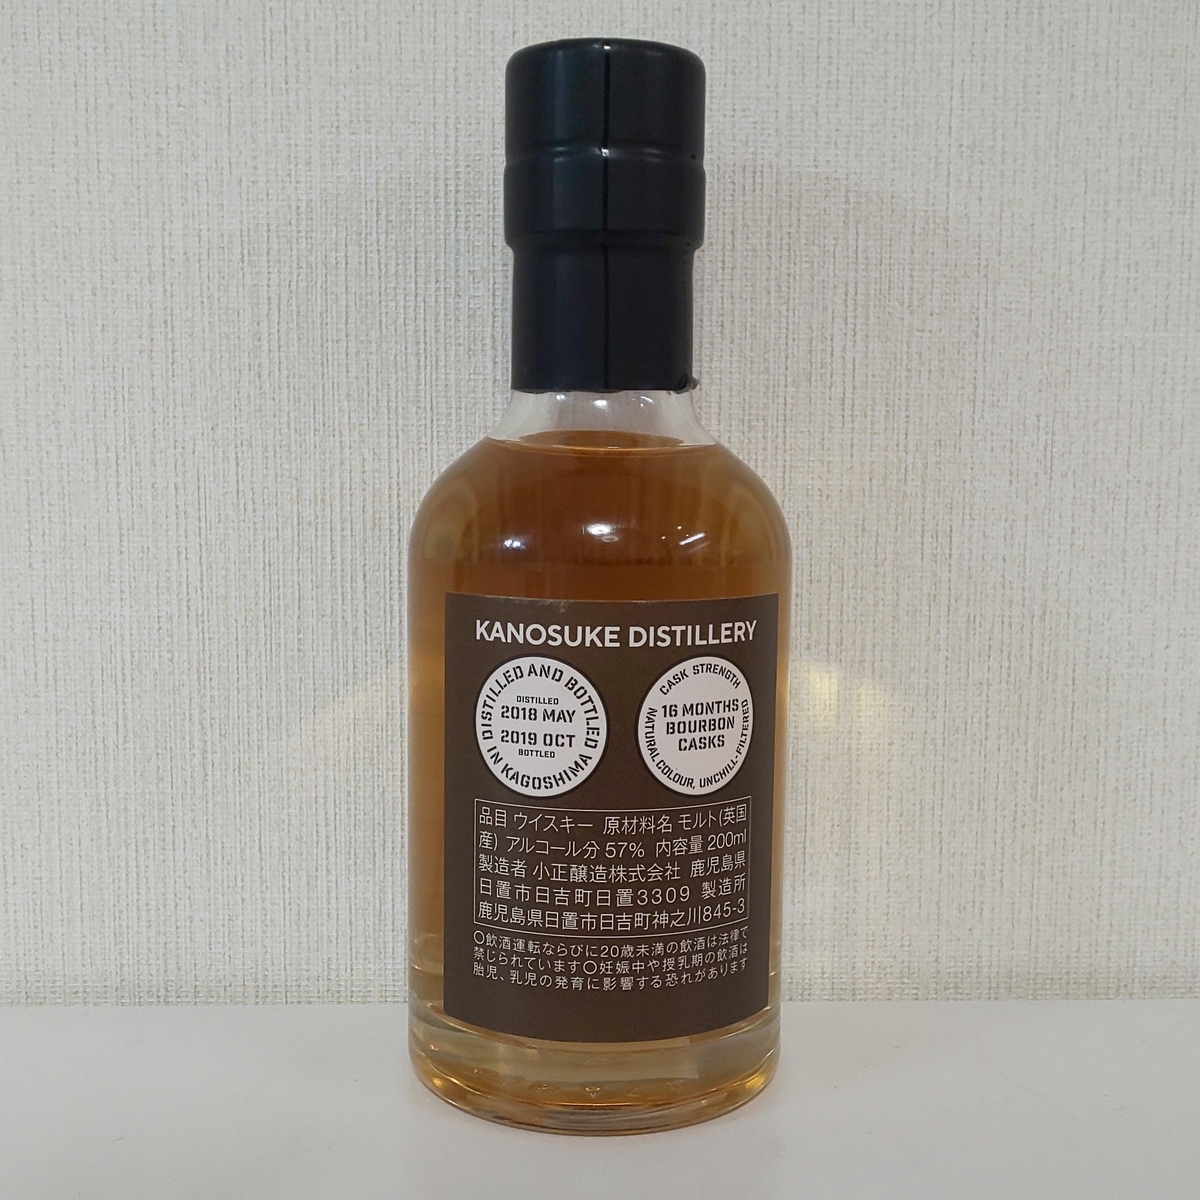 KANOSUKE DISTILLERY
DISTILLED AND BOTTLED
IN KAGOSHIMA
DISTILLED
2018 MAY
2019 OCT
BOTTLED
CASK STRENGTH
NATURAL COLOUR, UNCHILL-FILTERED
16 MONTHS
BOURBON
CASKS
品目 ウイスキー 原材料名 モルト(英国
産) アルコール分 57% 内容量 200ml
製造者 小正醸造株式会社 鹿児島県
日置市日吉町日置3309 製造所
鹿児島県日置市日吉町神之川845-3
〇飲酒運転ならびに20歳未満の飲酒は法律で
禁じられています〇妊娠中や授乳期の飲酒は
胎児、乳児の発育に影響する恐れがあります